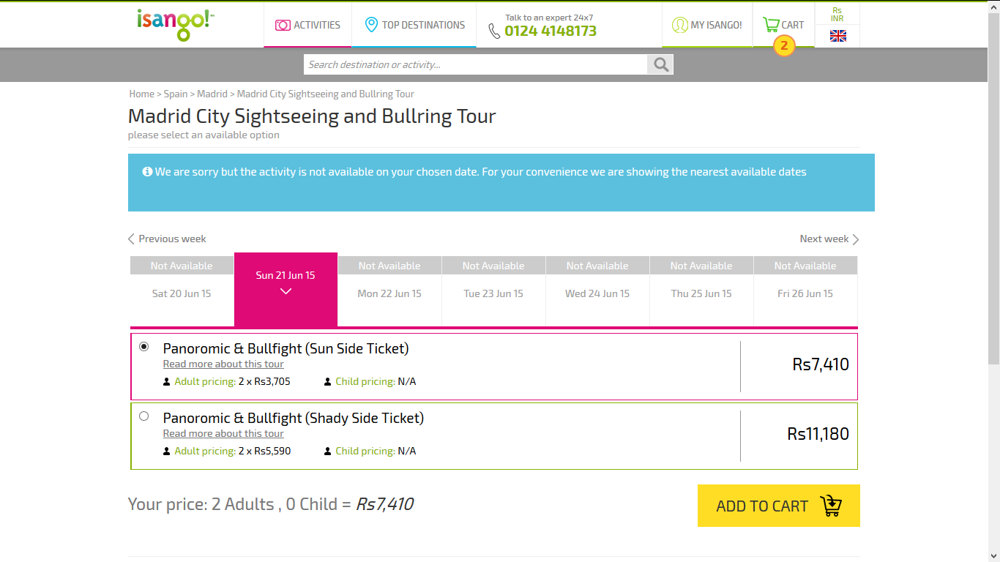 isango!
ACTIVITIES
TOP DESTINATIONS
Talk to an expert 24x7
0124 4148173
MY ISANGO!
CART
2
Rs
INR
Search destination or activity...
Home > Spain > Madrid > Madrid City Sightseeing and Bullring Tour
Madrid City Sightseeing and Bullring Tour
please select an available option
We are sorry but the activity is not available on your chosen date. For your convenience we are showing the nearest available dates
Previous week
Next week
Not Available
Sat 20 Jun 15
Sun 21 Jun 15
Not Available
Mon 22 Jun 15
Not Available
Tue 23 Jun 15
Not Available
Wed 24 Jun 15
Not Available
Thu 25 Jun 15
Not Available
Fri 26 Jun 15
Panoromic & Bullfight (Sun Side Ticket)
Read more about this tour
Adult pricing: 2 x Rs3,705
Child pricing: N/A
Rs7,410
Panoromic & Bullfight (Shady Side Ticket)
Read more about this tour
Adult pricing: 2 x Rs5,590
Child pricing: N/A
Rs11,180
Your price: 2 Adults , 0 Child = Rs7,410
ADD TO CART